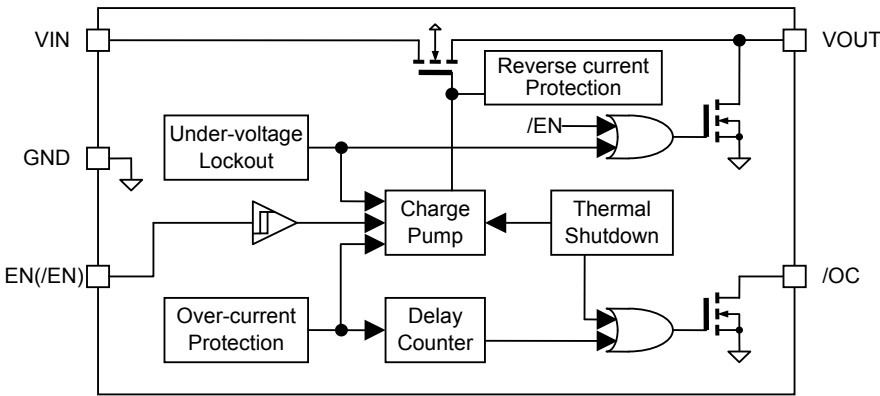 VIN
VOUT
Reverse current
Protection
/EN
Under-voltage
Lockout
GND
Charge
Pump
Thermal
Shutdown
EN(/EN)
/OC
Over-current
Protection
Delay
Counter